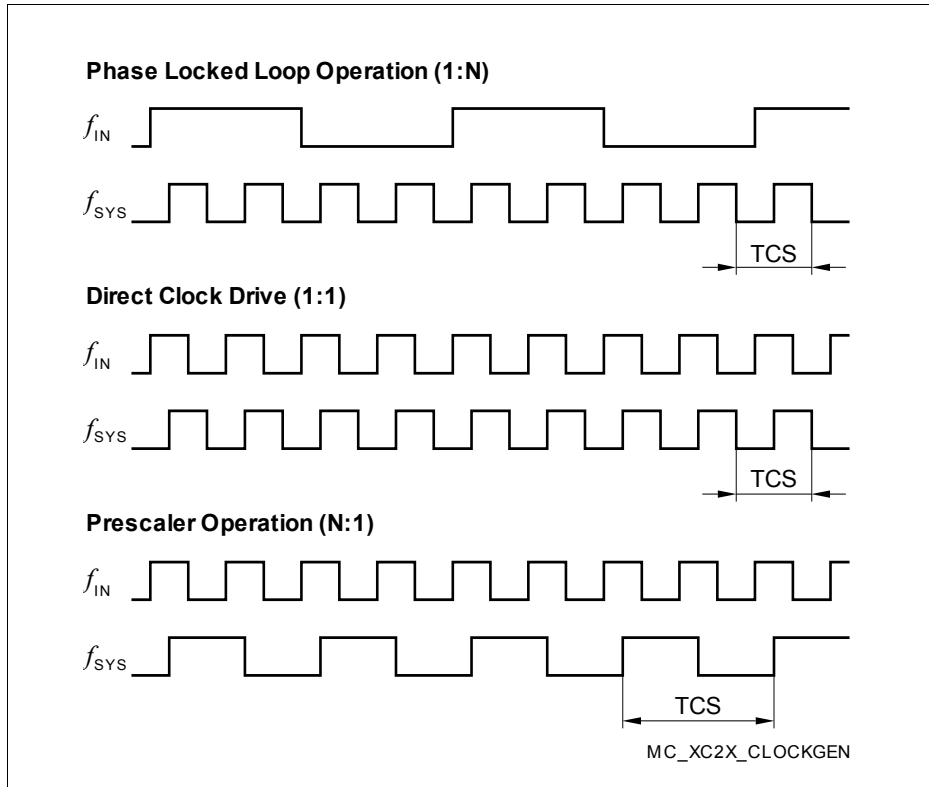 Phase Locked Loop Operation (1:N)
fIN
fSYS
TCS
Direct Clock Drive (1:1)
fIN
fSYS
TCS
Prescaler Operation (N:1)
fIN
fSYS
TCS
MC_XC2X_CLOCKGEN